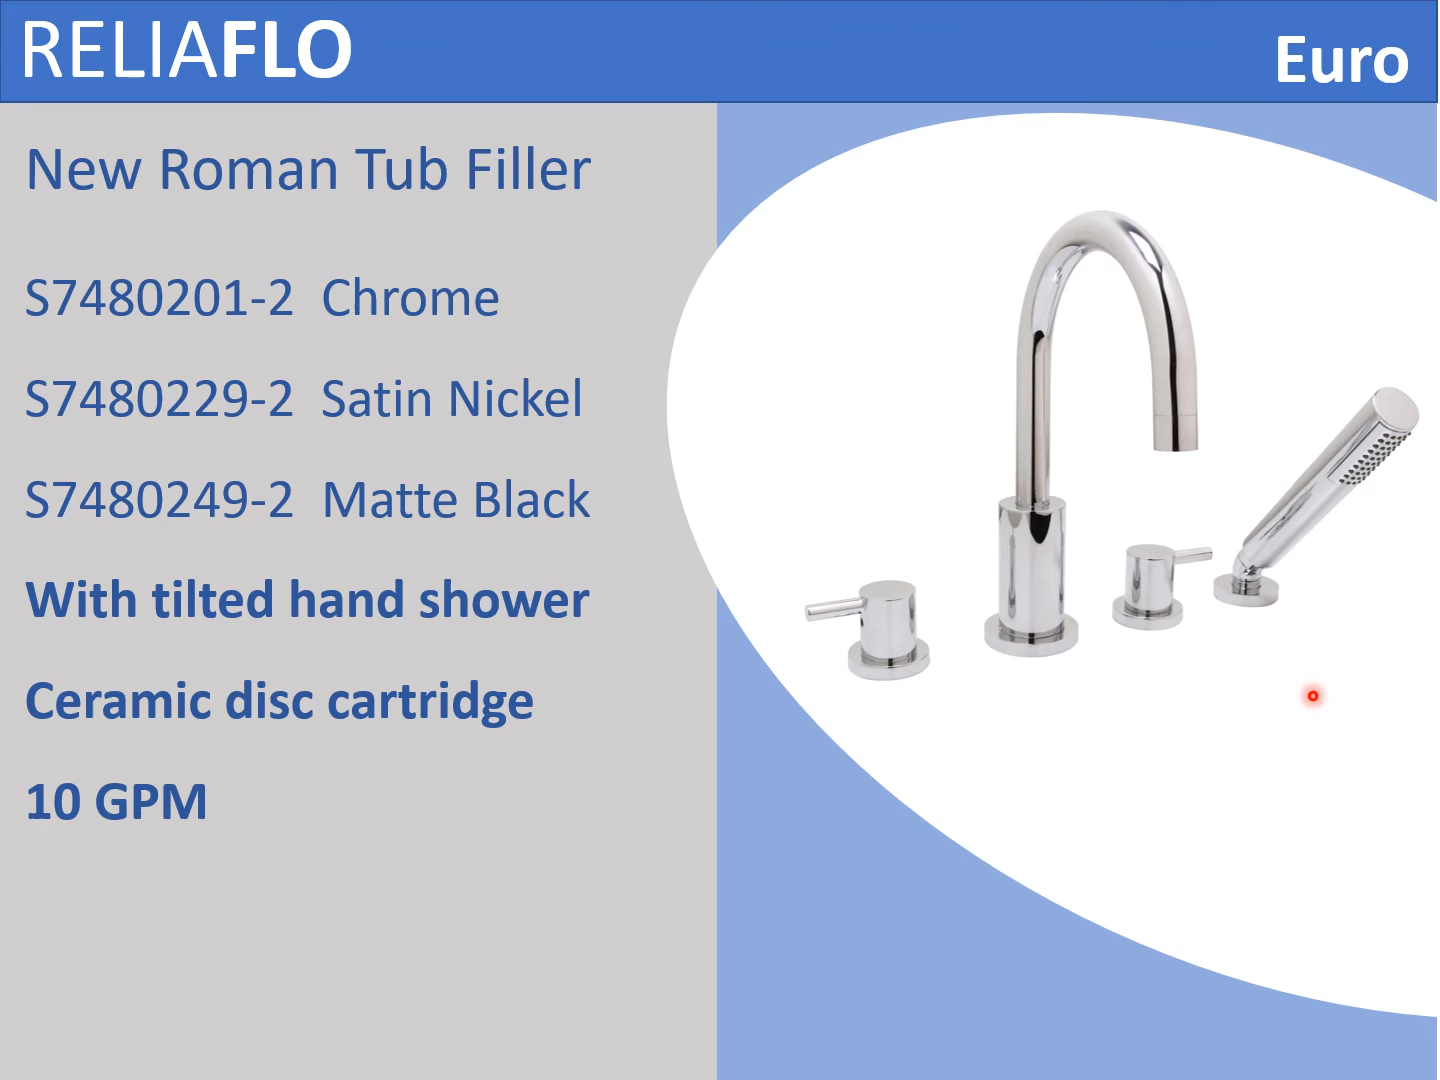 RELIAFLO
Euro
New Roman Tub Filler
S7480201-2 Chrome
S7480229-2 Satin Nickel
S7480249-2 Matte Black
With tilted hand shower
Ceramic disc cartridge
10 GPM